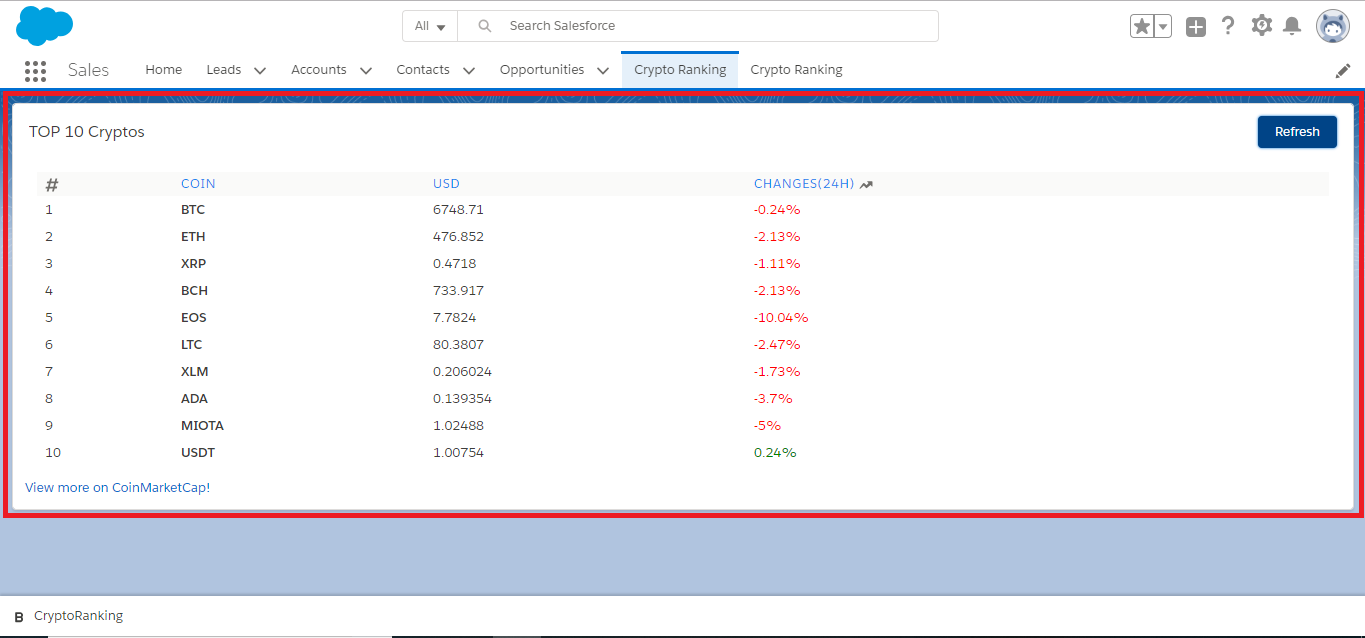 All Search Salesforce
Sales Home Leads Accounts Contacts Opportunities Crypto Ranking Crypto Ranking
TOP 10 Cryptos Refresh
# COIN USD CHANGES(24H)
1 BTC 6748.71 -0.24%
2 ETH 476.852 -2.13%
3 XRP 0.4718 -1.11%
4 BCH 733.917 -2.13%
5 EOS 7.7824 -10.04%
6 LTC 80.3807 -2.47%
7 XLM 0.206024 -1.73%
8 ADA 0.139354 -3.7%
9 MIOTA 1.02488 -5%
10 USDT 1.00754 0.24%
View more on CoinMarketCap!
B CryptoRanking